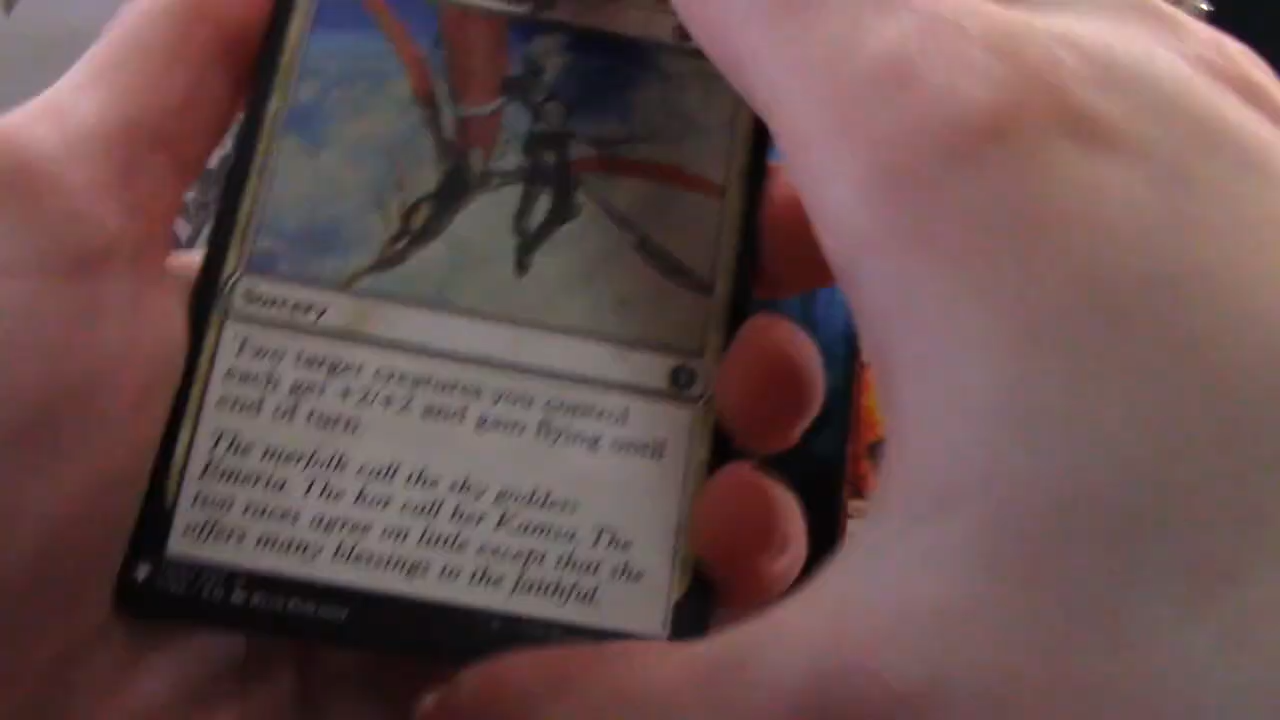 Sorcery
Two target creatures you control
each get +2/+2 and gain flying until
end of turn.
The merfolk call the sky goddess
Emeria. The kor call her Kamsa. The
two races agree on little except that she
offers many blessings to the faithful.